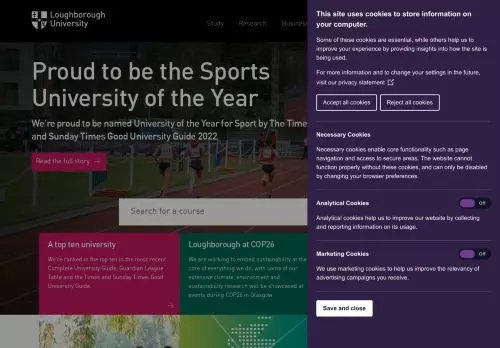 Loughborough
University
Study Research Business
Proud to be the Sports
University of the Year
We're proud to be named University of the Year for Sport by The Time
and Sunday Times Good University Guide 2022
Read the full story
Search for a course
A top ten university
We're ranked in the top ten in the most recent
Complete University Guide, Guardian League
Table and the Times and Sunday Times Good
University Guide.
Loughborough at COP26
We are working to embed sustainability at the
core of everything we do, with some of our
extensive climate, environment and
sustainability research will be showcased at
events during COP26 in Glasgow
This site uses cookies to store information on
your computer.
Some of these cookies are essential, while others help us to
improve your experience by providing insights into how the site is
being used.
For more information and to change your settings in the future,
visit our privacy statement
Accept all cookies Reject all cookies
Necessary Cookies
Necessary cookies enable core functionality such as page
navigation and access to secure areas. The website cannot
function properly without these cookies, and can only be disabled
by changing your browser preferences.
Analytical Cookies Off
Analytical cookies help us to improve our website by collecting
and reporting information on its usage.
Marketing Cookies Off
We use marketing cookies to help us improve the relevancy of
advertising campaigns you receive.
Save and close